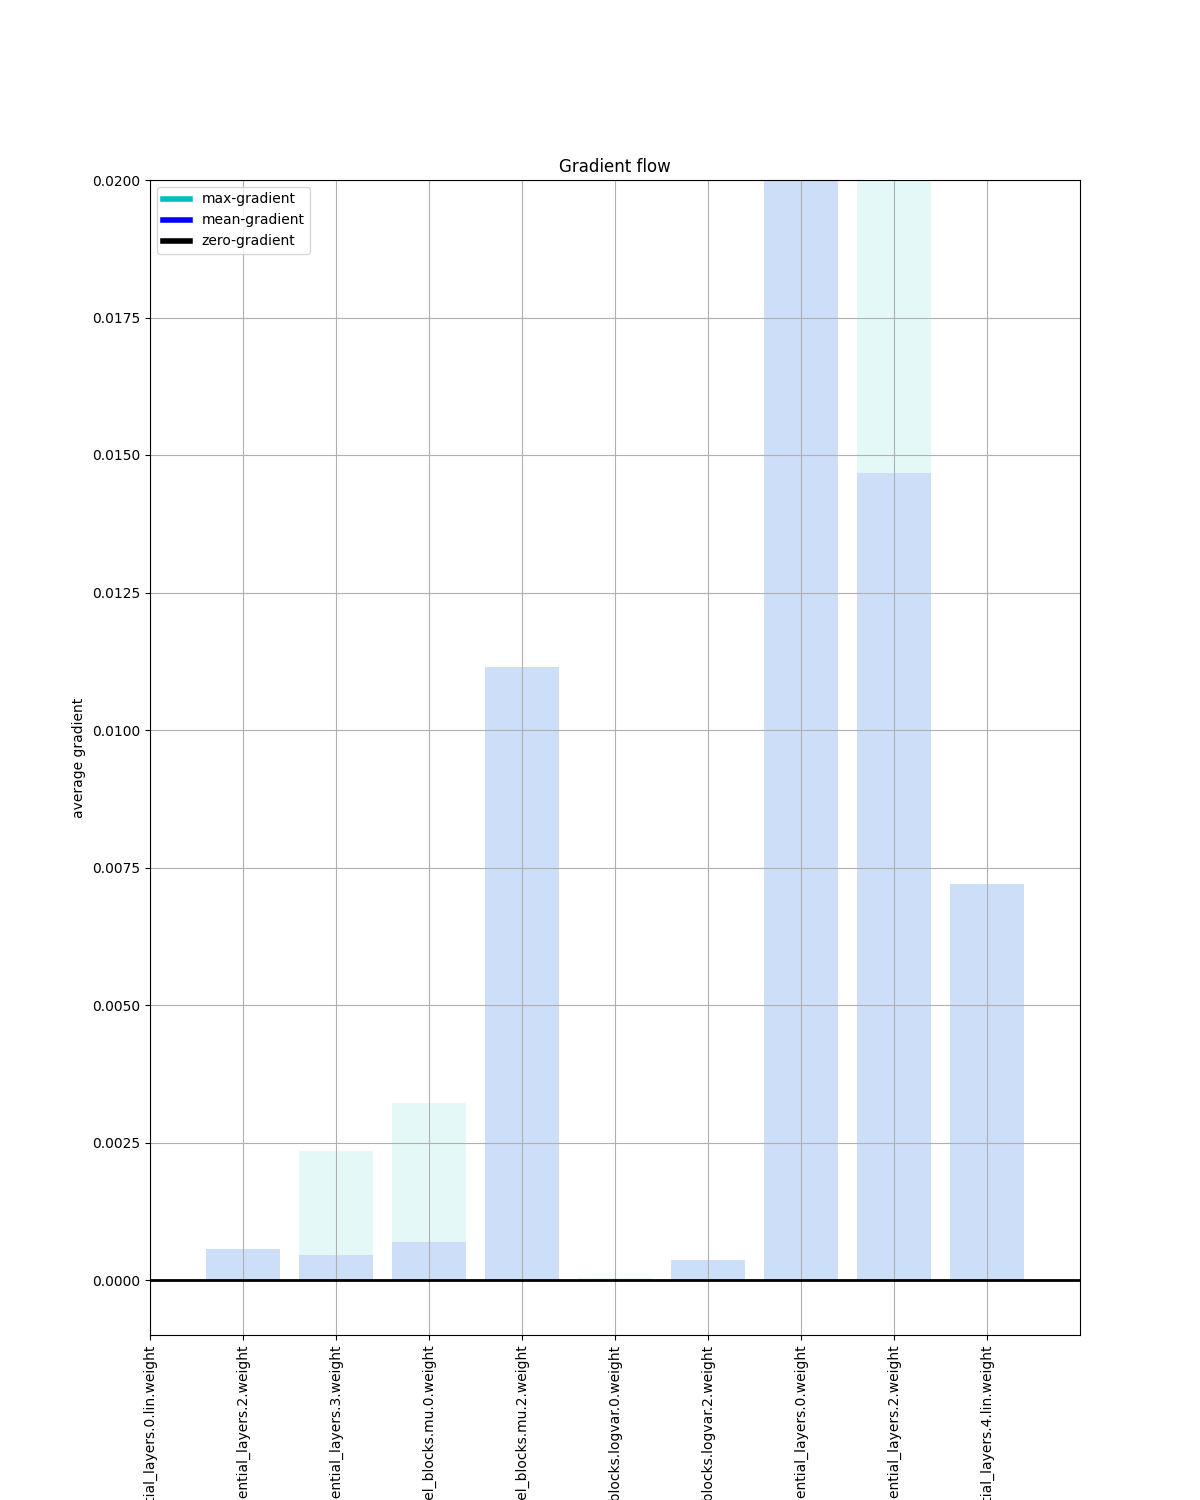 Gradient flow
max-gradient
mean-gradient
zero-gradient
0.0200
0.0175
0.0150
0.0125
0.0100
0.0075
0.0050
0.0025
0.0000
average gradient
tial_layers.0.lin.weight
ential_layers.2.weight
ential_layers.3.weight
el_blocks.mu.0.weight
el_blocks.mu.2.weight
blocks.logvar.0.weight
blocks.logvar.2.weight
ential_layers.0.weight
ential_layers.2.weight
tial_layers.4.lin.weight